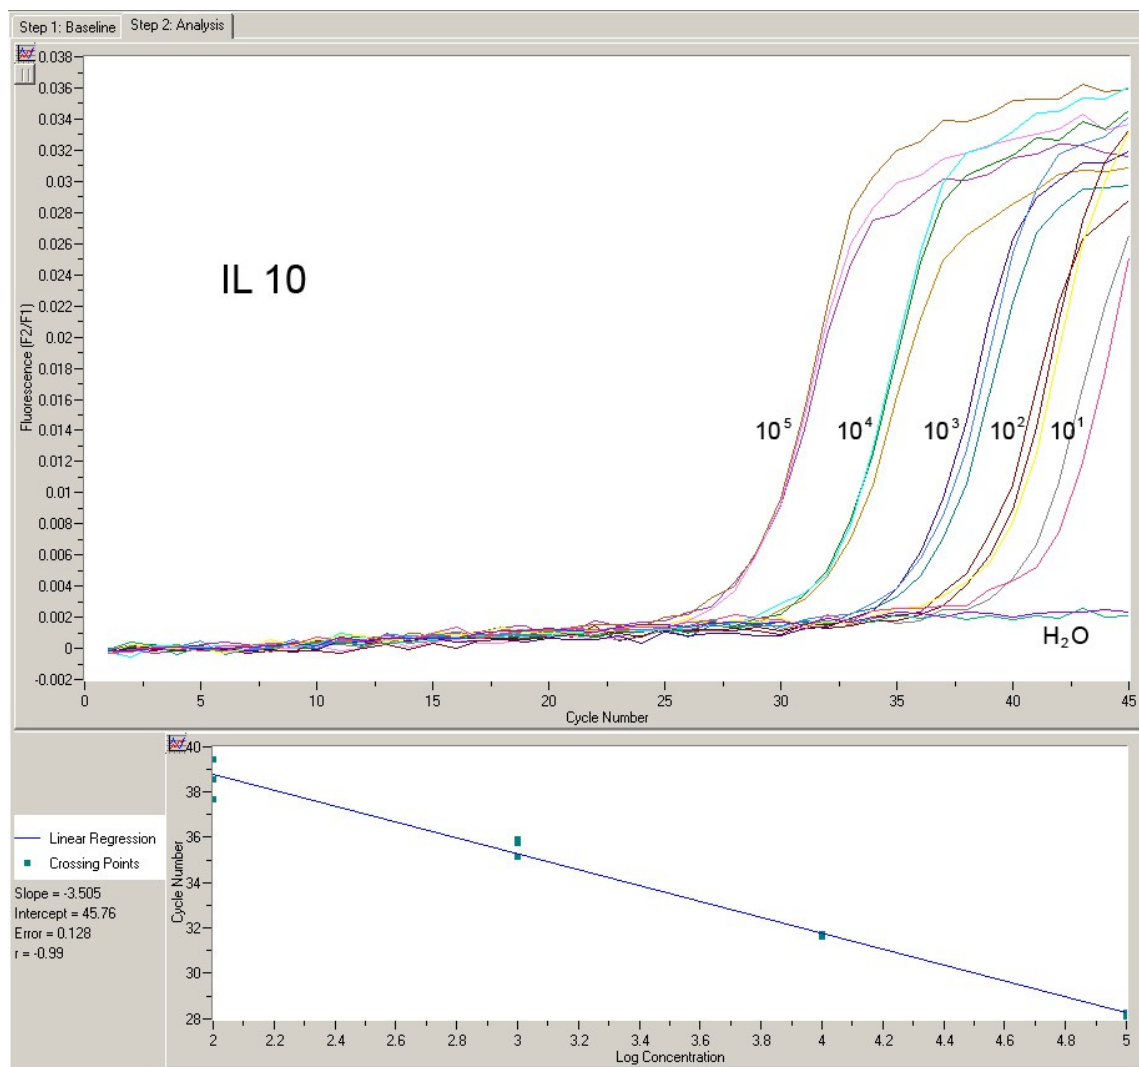 Step 1: Baseline Step 2: Analysis
0.038
0.036
0.034
0.032
0.03
0.028
0.026
0.024
0.022
0.02
0.018
0.016
0.014
0.012
0.01
0.008
0.006
0.004
0.002
0
-0.002
Fluorescence (F2/F1)
IL 10
10⁵ 10⁴ 10³ 10² 10¹
H₂O
0 5 10 15 20 25 30 35 40 45
Cycle Number
40
38
36
34
32
30
28
Cycle Number
Linear Regression
Crossing Points
Slope = -3.505
Intercept = 45.76
Error = 0.128
r = -0.99
2 2.2 2.4 2.6 2.8 3 3.2 3.4 3.6 3.8 4 4.2 4.4 4.6 4.8 5
Log Concentration